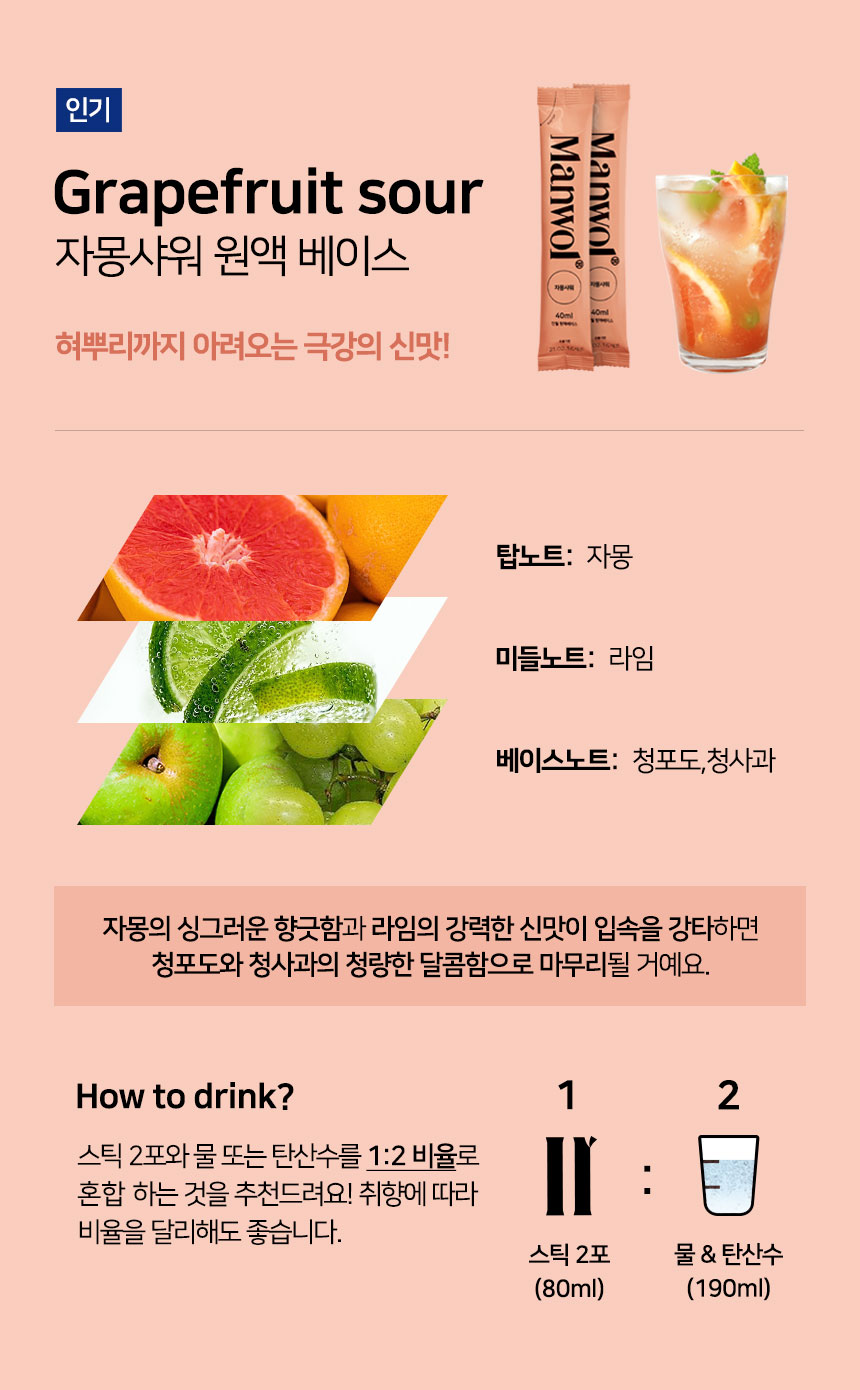 인기
Grapefruit sour
자몽샤워 원액 베이스
혀뿌리까지 아려오는 극강의 신맛!
Manwol
자몽샤워
40ml
Manwol
자몽샤워
40ml
탑노트: 자몽
미들노트: 라임
베이스노트: 청포도,청사과
자몽의 싱그러운 향긋함과 라임의 강력한 신맛이 입속을 강타하면
청포도와 청사과의 청량한 달콤함으로 마무리될 거예요.
How to drink?
스틱 2포와 물 또는 탄산수를 1:2 비율로
혼합 하는 것을 추천드려요! 취향에 따라
비율을 달리해도 좋습니다.
1 : 2
스틱 2포
(80ml)
물 & 탄산수
(190ml)